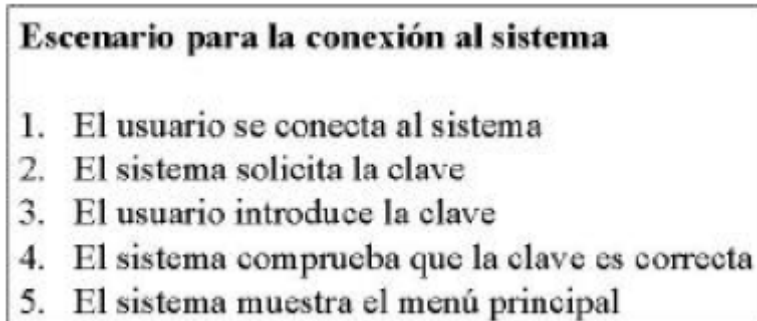 Escenario para la conexión al sistema
1. El usuario se conecta al sistema
2. El sistema solicita la clave
3. El usuario introduce la clave
4. El sistema comprueba que la clave es correcta
5. El sistema muestra el menú principal